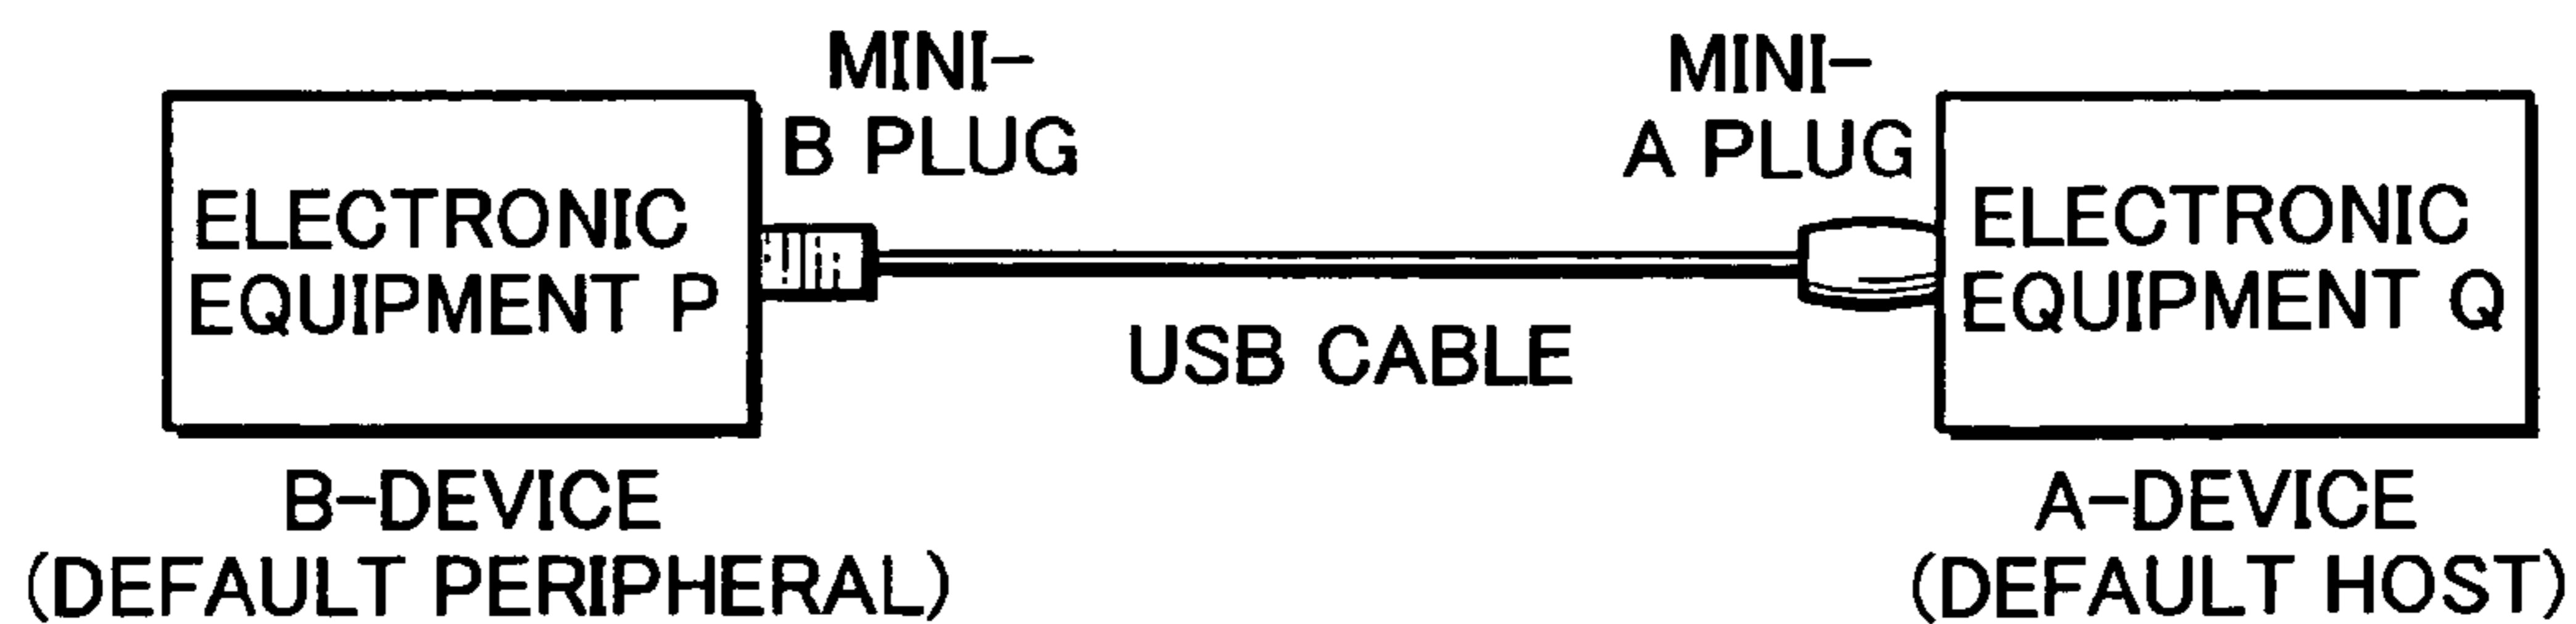 MINI-
B PLUG
MINI-
A PLUG
ELECTRONIC
EQUIPMENT P
ELECTRONIC
EQUIPMENT Q
USB CABLE
B-DEVICE
(DEFAULT PERIPHERAL)
A-DEVICE
(DEFAULT HOST)